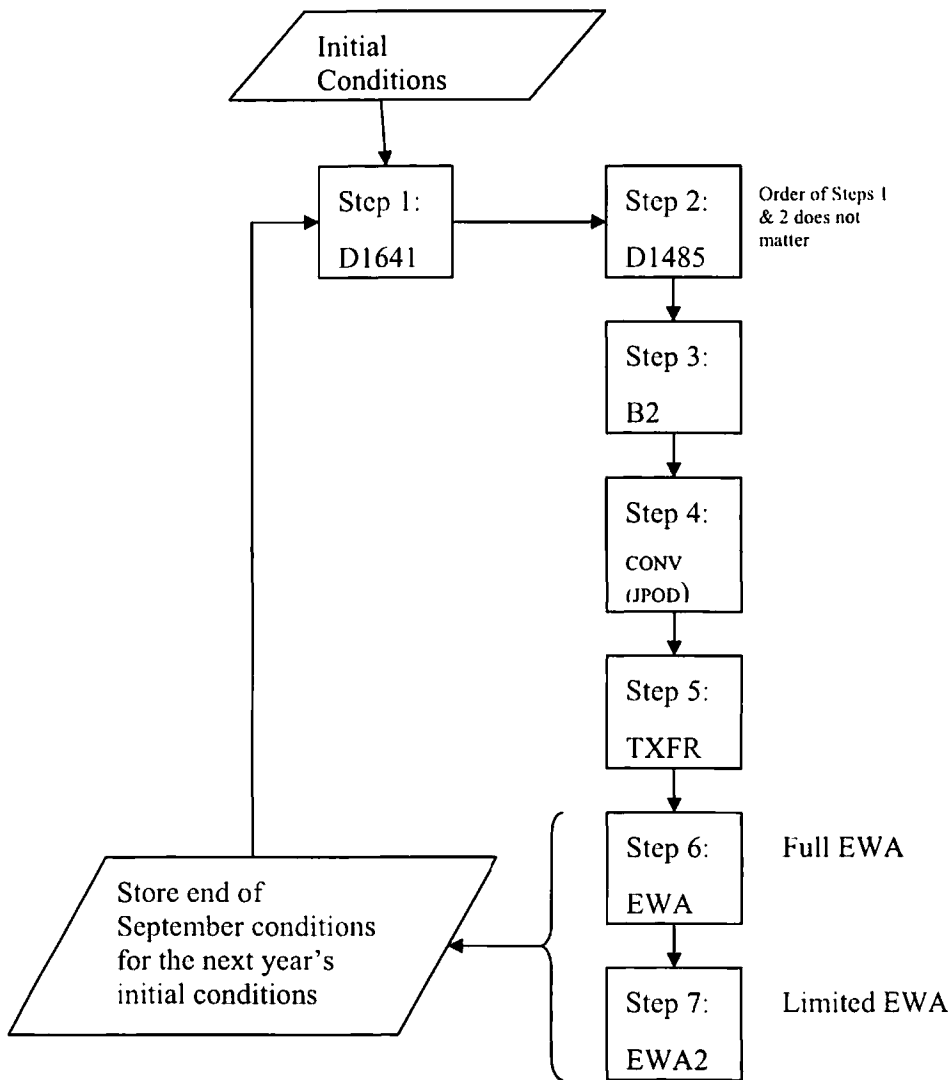 Initial
Conditions
Step 1:
D1641
Step 2:
D1485
Order of Steps 1
& 2 does not
matter
Step 3:
B2
Step 4:
CONV
(JPOD)
Step 5:
TXFR
Step 6:
EWA
Full EWA
Store end of
September conditions
for the next year's
initial conditions
Step 7:
EWA2
Limited EWA